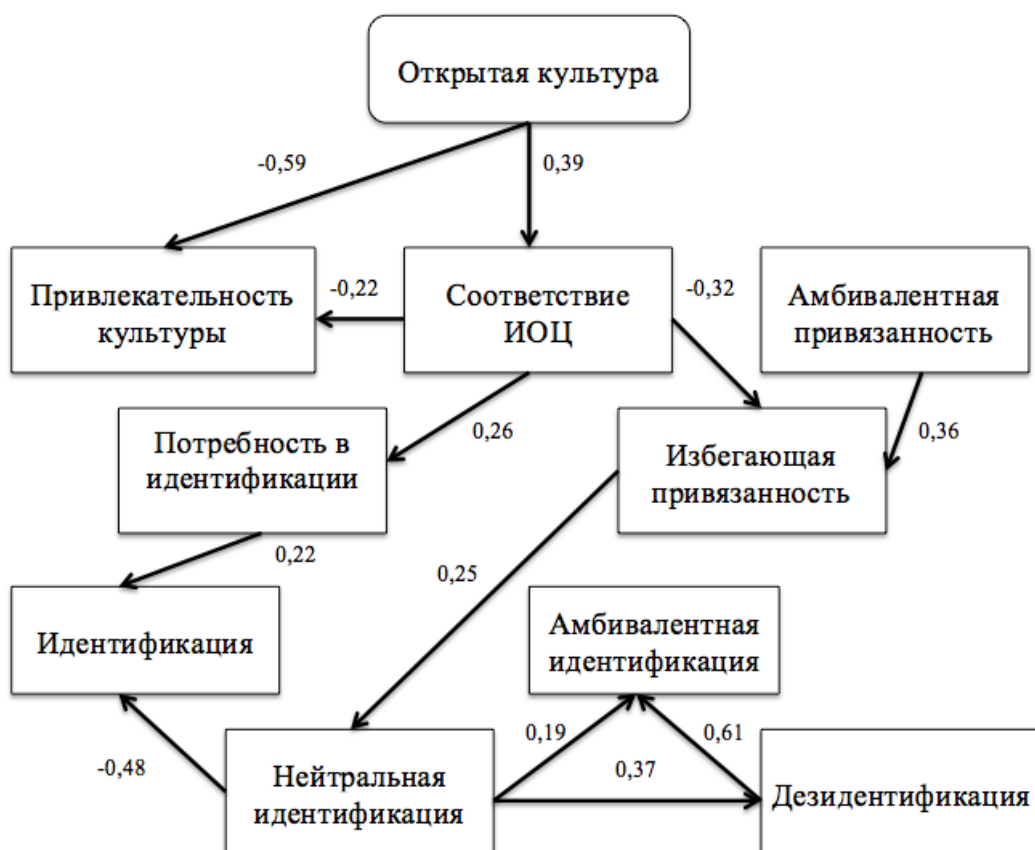 Открытая культура
-0,59
0,39
Привлекательность
культуры
-0,22
Соответствие
ИОЦ
-0,32
Амбивалентная
привязанность
Потребность в
идентификации
0,26
Избегающая
привязанность
0,36
0,22
0,25
Идентификация
Амбивалентная
идентификация
-0,48
Нейтральная
идентификация
0,19
0,37
0,61
Дезидентификация